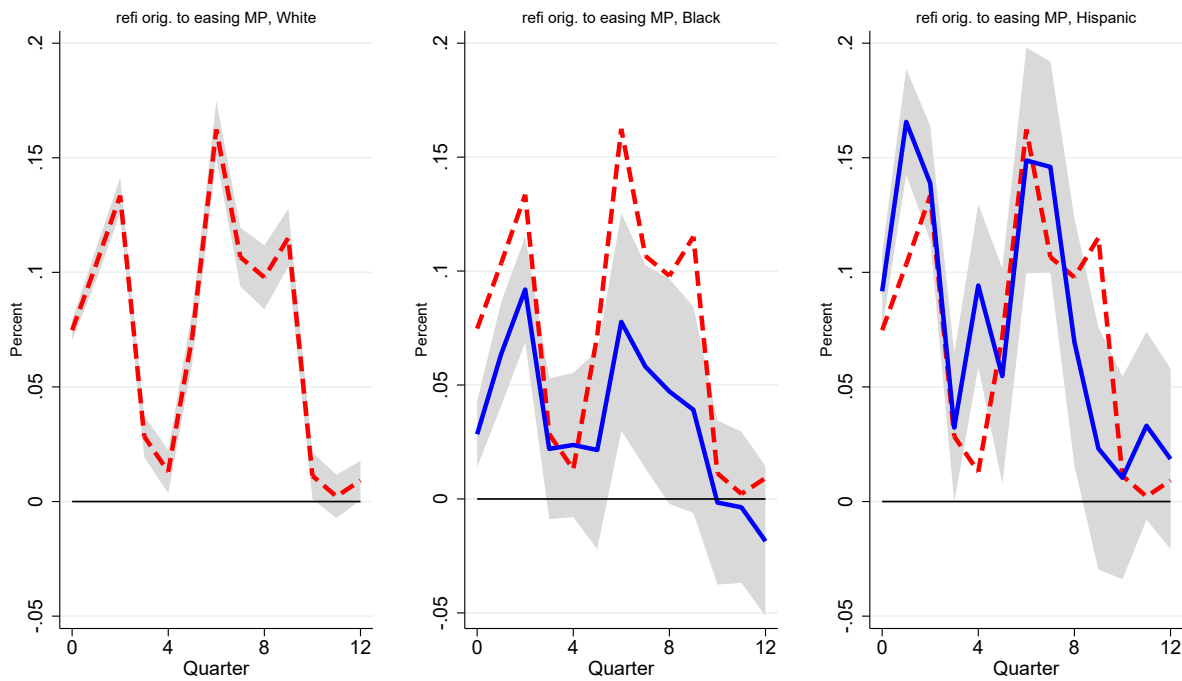 refi orig. to easing MP, White
.2
.15
.1
.05
0
-.05
Percent
0 4 8 12
Quarter
refi orig. to easing MP, Black
.2
.15
.1
.05
0
-.05
Percent
0 4 8 12
Quarter
refi orig. to easing MP, Hispanic
.2
.15
.1
.05
0
-.05
Percent
0 4 8 12
Quarter